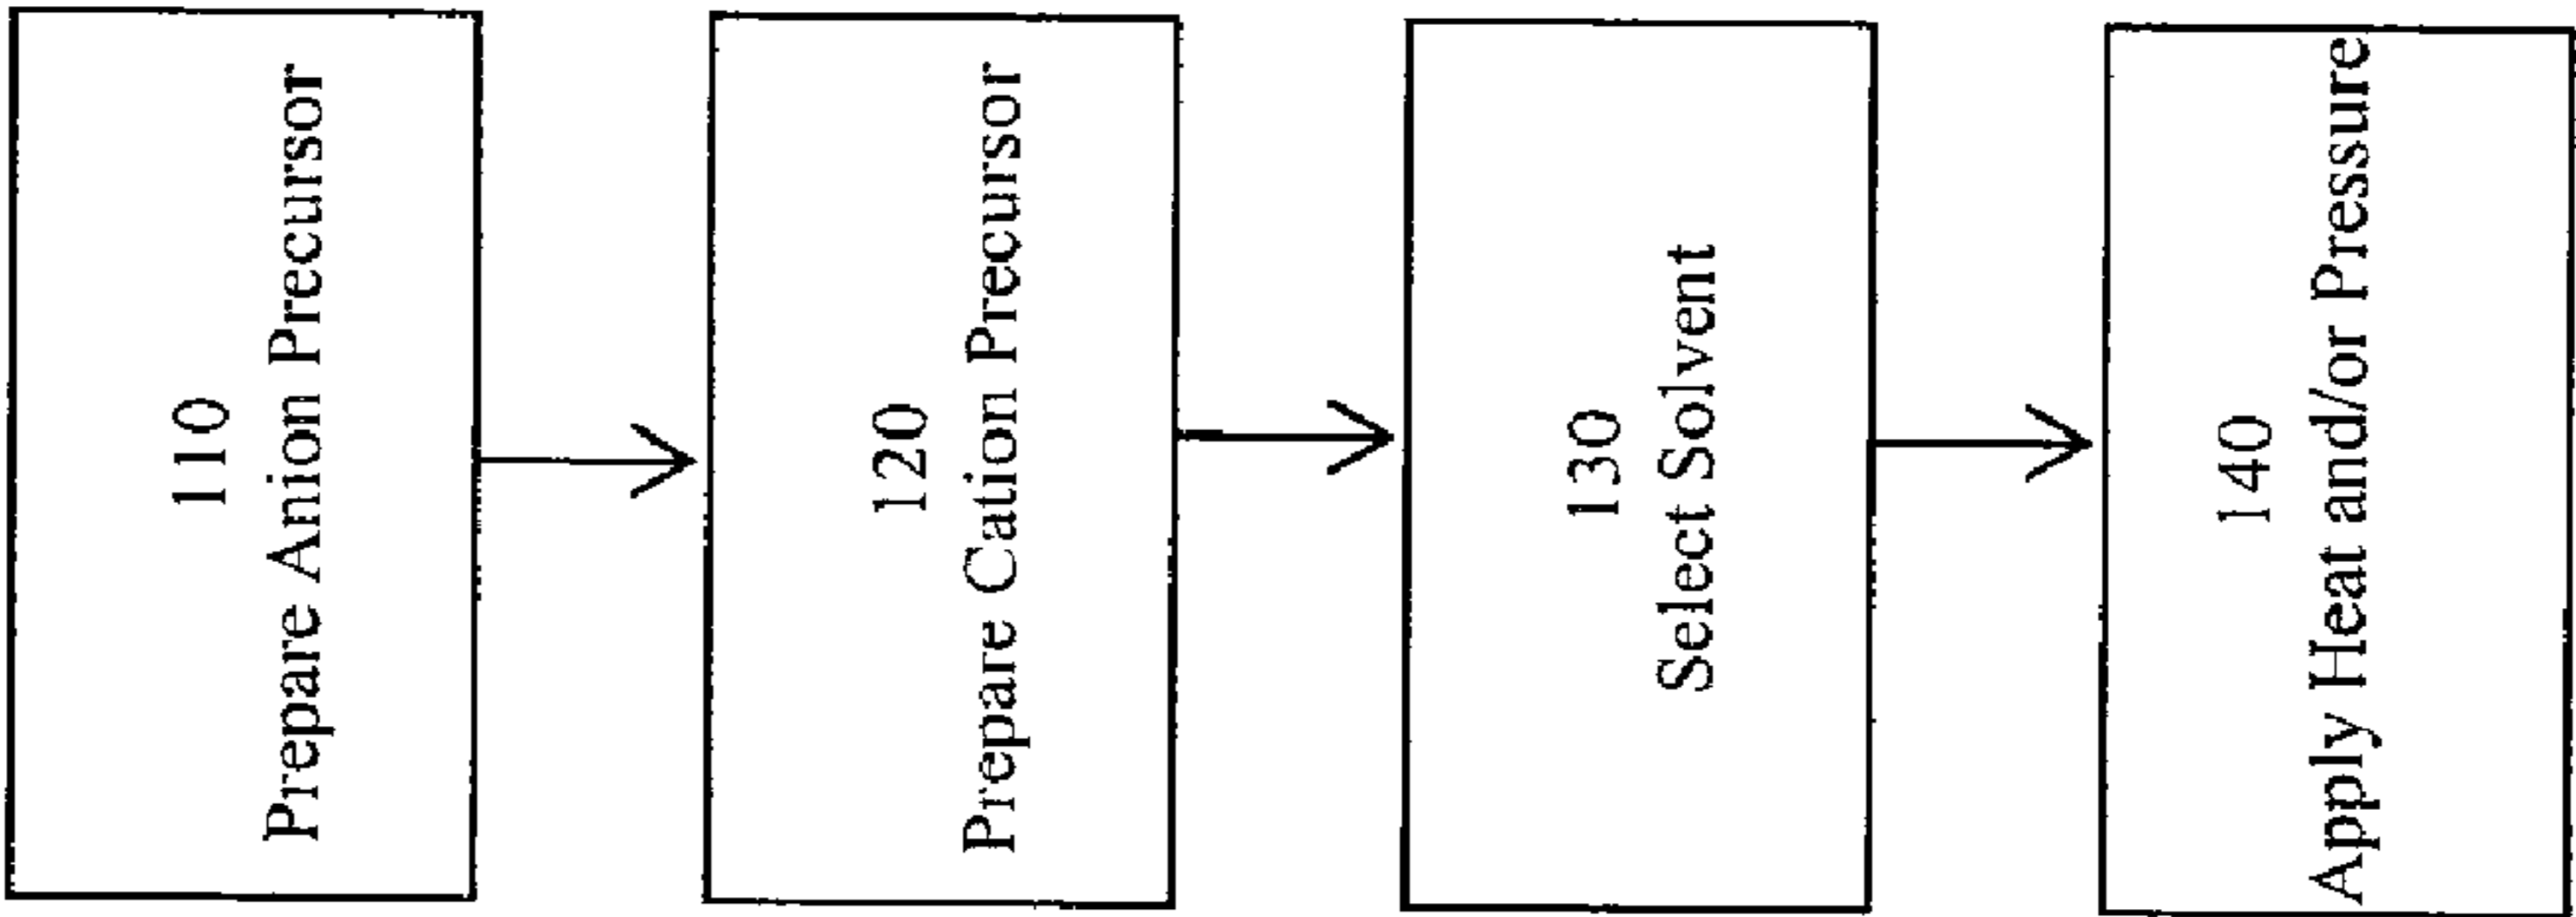 110
Prepare Anion Precursor
120
Prepare Cation Precursor
130
Select Solvent
140
Apply Heat and/or Pressure